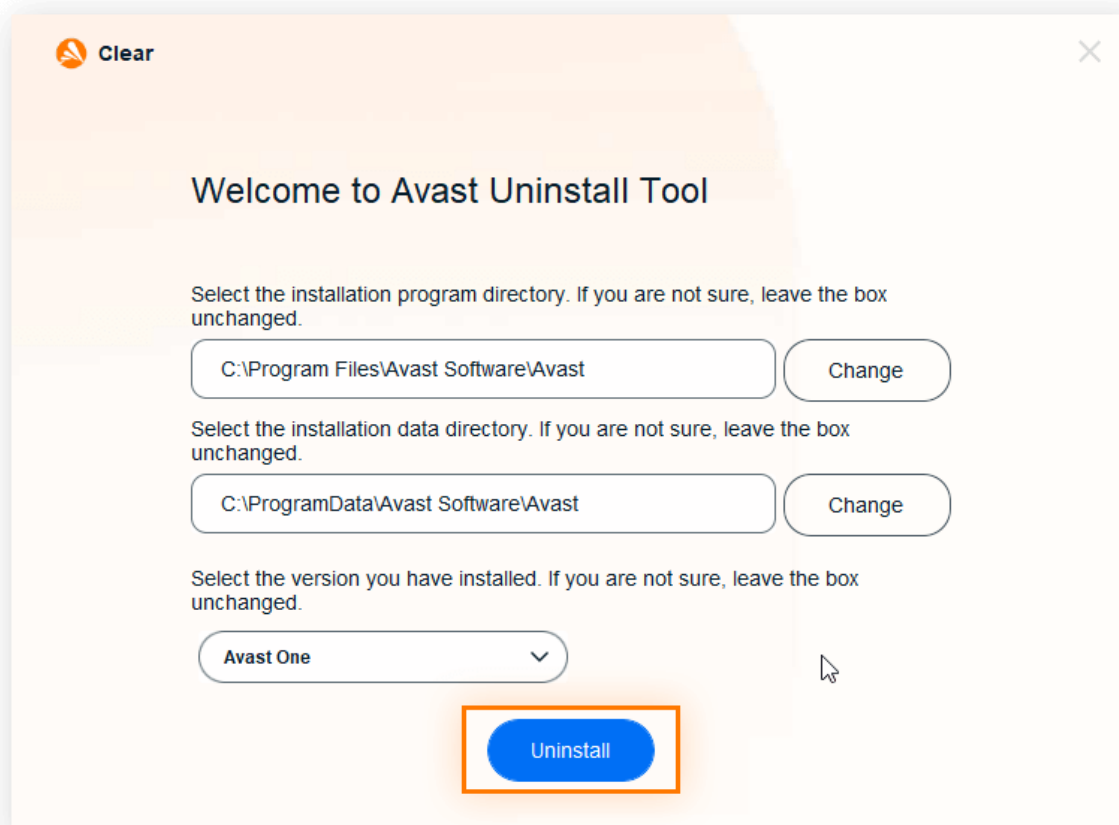 Clear
Welcome to Avast Uninstall Tool
Select the installation program directory. If you are not sure, leave the box
unchanged.
C:\Program Files\Avast Software\Avast
Change
Select the installation data directory. If you are not sure, leave the box
unchanged.
C:\ProgramData\Avast Software\Avast
Change
Select the version you have installed. If you are not sure, leave the box
unchanged.
Avast One
Uninstall